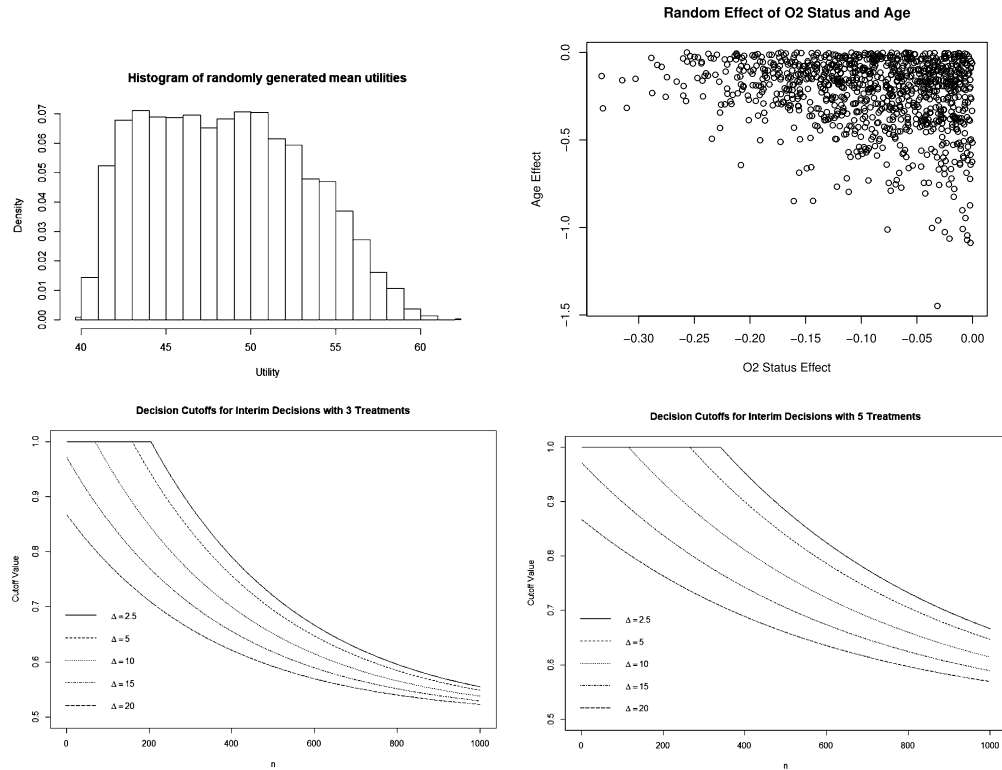 Random Effect of O2 Status and Age
Histogram of randomly generated mean utilities
Density
0.00 0.01 0.02 0.03 0.04 0.05 0.06 0.07
40 45 50 55 60
Utility
Age Effect
0.0 −0.5 −1.0 −1.5
−0.30 −0.25 −0.20 −0.15 −0.10 −0.05 0.00
O2 Status Effect
Decision Cutoffs for Interim Decisions with 3 Treatments
Cutoff Value
0.5 0.6 0.7 0.8 0.9 1.0
Δ = 2.5
Δ = 5
Δ = 10
Δ = 15
Δ = 20
0 200 400 600 800 1000
n
Decision Cutoffs for Interim Decisions with 5 Treatments
Cutoff Value
0.5 0.6 0.7 0.8 0.9 1.0
Δ = 2.5
Δ = 5
Δ = 10
Δ = 15
Δ = 20
0 200 400 600 800 1000
n